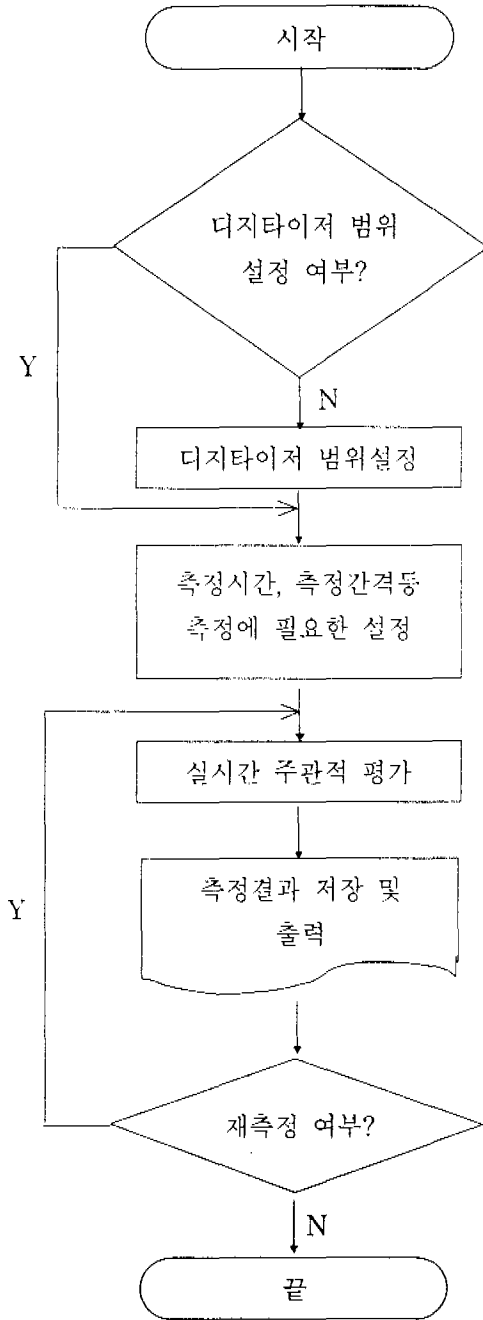 시작
디지타이저 범위
설정 여부?
Y
N
디지타이저 범위설정
측정시간, 측정간격등
측정에 필요한 설정
실시간 주관적 평가
측정결과 저장 및
출력
Y
재측정 여부?
N
끝